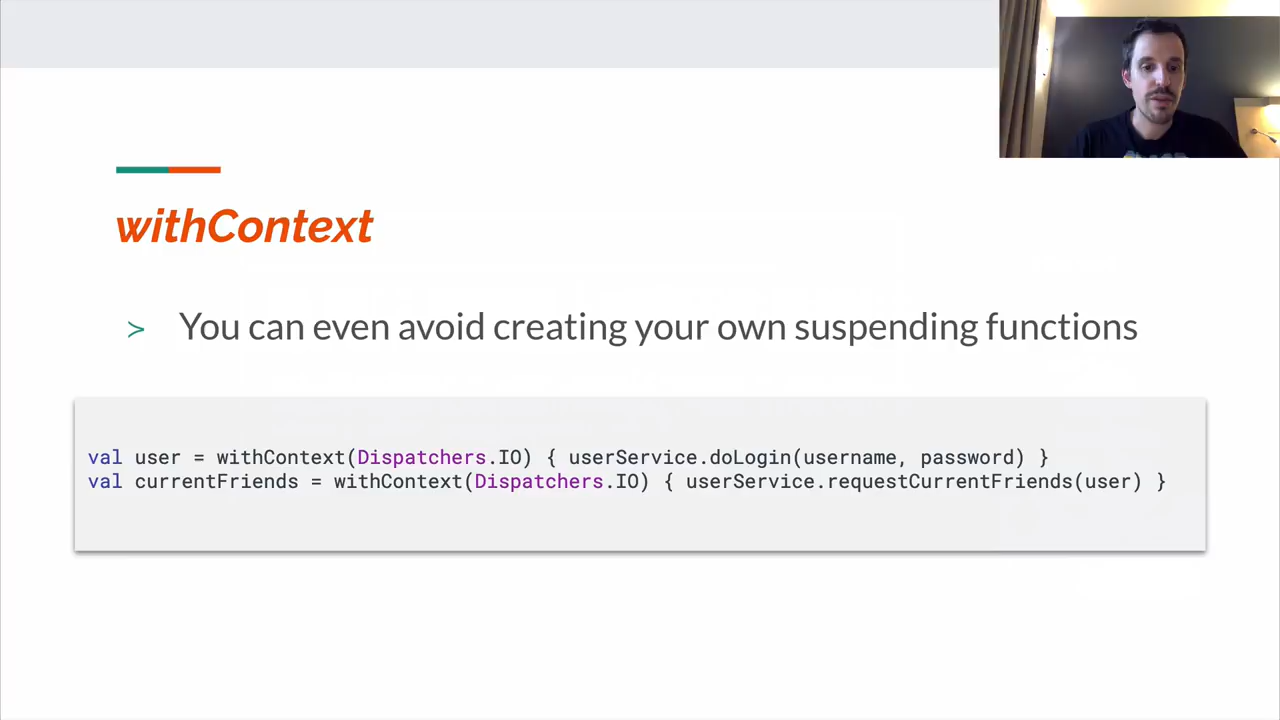 withContext
≻ You can even avoid creating your own suspending functions
val user = withContext(Dispatchers.IO) { userService.doLogin(username, password) }
val currentFriends = withContext(Dispatchers.IO) { userService.requestCurrentFriends(user) }